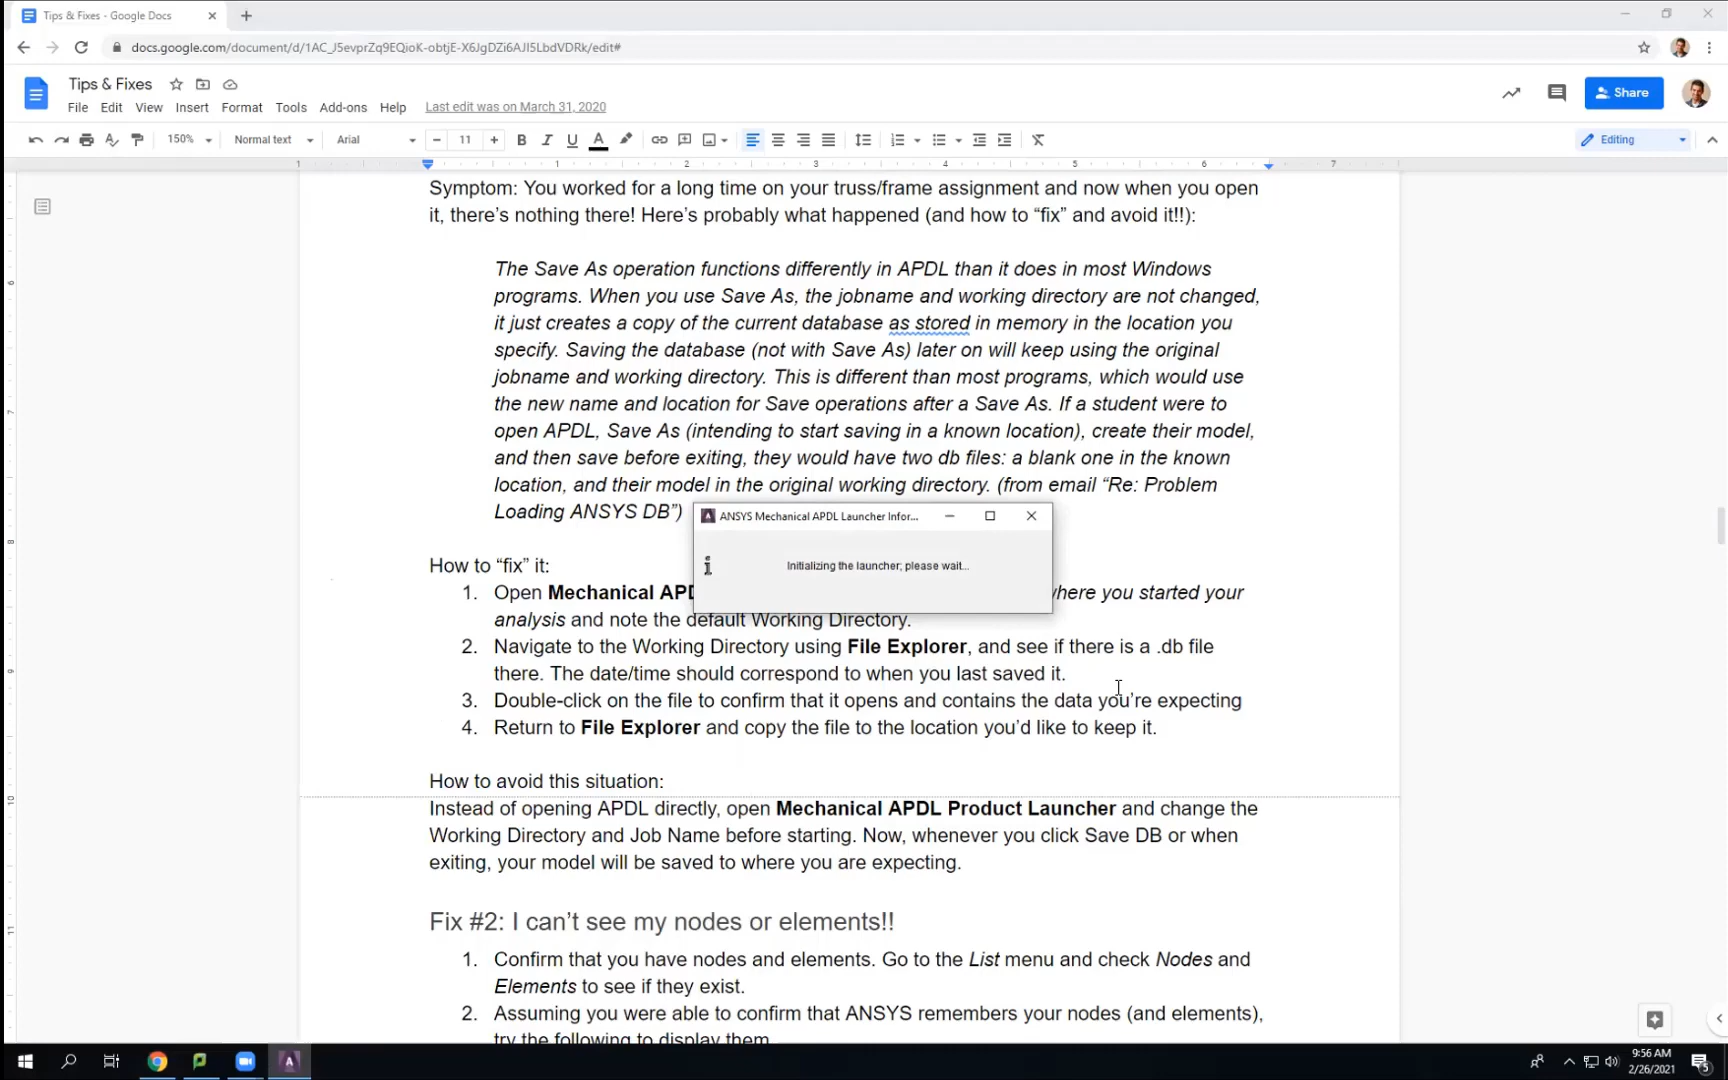 Tips & Fixes - Google Docs
docs.google.com/document/d/1AC_J5evprZq9EQioK-obtjE-X6JgDZi6AJI5LbdVDRk/edit#
Tips & Fixes
File Edit View Insert Format Tools Add-ons Help Last edit was on March 31, 2020
Share
150% Normal text Arial 11 Editing
1 1 2 3 4 5 6 7
Symptom: You worked for a long time on your truss/frame assignment and now when you open
it, there’s nothing there! Here’s probably what happened (and how to “fix” and avoid it!!):
The Save As operation functions differently in APDL than it does in most Windows
programs. When you use Save As, the jobname and working directory are not changed,
it just creates a copy of the current database as stored in memory in the location you
specify. Saving the database (not with Save As) later on will keep using the original
jobname and working directory. This is different than most programs, which would use
the new name and location for Save operations after a Save As. If a student were to
open APDL, Save As (intending to start saving in a known location), create their model,
and then save before exiting, they would have two db files: a blank one in the known
location, and their model in the original working directory. (from email “Re: Problem
Loading ANSYS DB”)
ANSYS Mechanical APDL Launcher Infor...
Initializing the launcher; please wait...
How to “fix” it:
1. Open Mechanical APD here you started your
analysis and note the default Working Directory.
2. Navigate to the Working Directory using File Explorer, and see if there is a .db file
there. The date/time should correspond to when you last saved it.
3. Double-click on the file to confirm that it opens and contains the data you’re expecting
4. Return to File Explorer and copy the file to the location you’d like to keep it.
How to avoid this situation:
Instead of opening APDL directly, open Mechanical APDL Product Launcher and change the
Working Directory and Job Name before starting. Now, whenever you click Save DB or when
exiting, your model will be saved to where you are expecting.
Fix #2: I can’t see my nodes or elements!!
1. Confirm that you have nodes and elements. Go to the List menu and check Nodes and
Elements to see if they exist.
2. Assuming you were able to confirm that ANSYS remembers your nodes (and elements),
try the following to display them
9:56 AM
2/26/2021
5